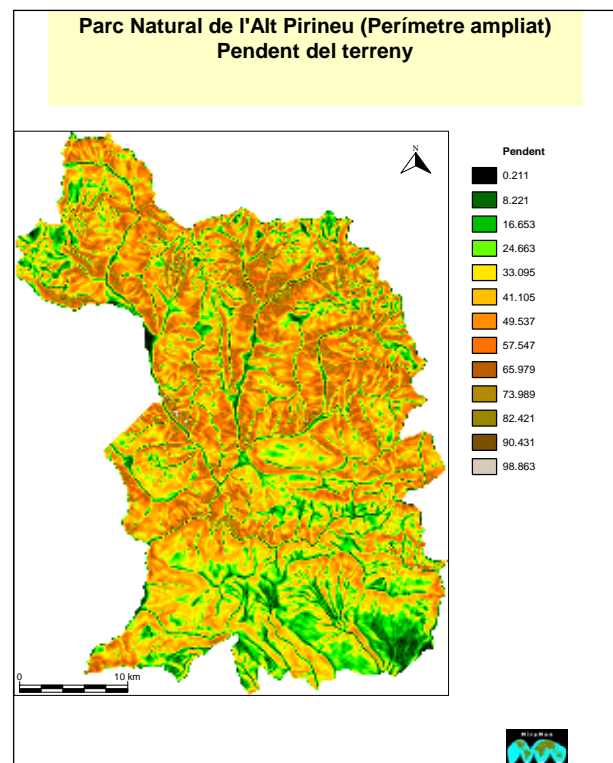 Parc Natural de l'Alt Pirineu (Perímetre ampliat)
Pendent del terreny
N
Pendent
0.211
8.221
16.653
24.663
33.095
41.105
49.537
57.547
65.979
73.989
82.421
90.431
98.863
0 10 km
MiraMon